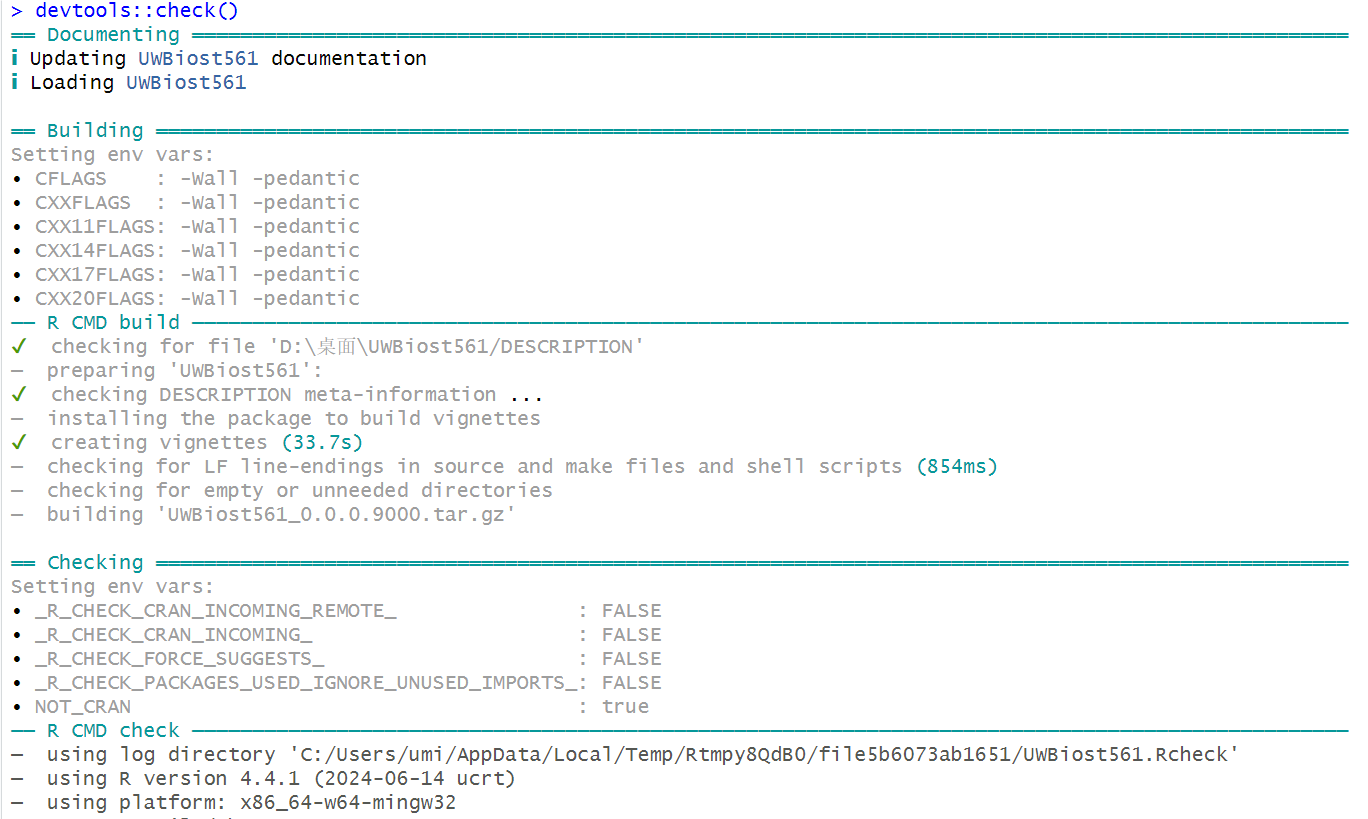 > devtools::check()
══ Documenting ══
ℹ Updating UWBiost561 documentation
ℹ Loading UWBiost561
══ Building ══
Setting env vars:
• CFLAGS    : -Wall -pedantic
• CXXFLAGS  : -Wall -pedantic
• CXX11FLAGS: -Wall -pedantic
• CXX14FLAGS: -Wall -pedantic
• CXX17FLAGS: -Wall -pedantic
• CXX20FLAGS: -Wall -pedantic
── R CMD build ──
✔  checking for file 'D:\桌面\UWBiost561/DESCRIPTION'
─  preparing 'UWBiost561':
✔  checking DESCRIPTION meta-information ...
─  installing the package to build vignettes
✔  creating vignettes (33.7s)
─  checking for LF line-endings in source and make files and shell scripts (854ms)
─  checking for empty or unneeded directories
─  building 'UWBiost561_0.0.0.9000.tar.gz'
══ Checking ══
Setting env vars:
• _R_CHECK_CRAN_INCOMING_REMOTE_               : FALSE
• _R_CHECK_CRAN_INCOMING_                      : FALSE
• _R_CHECK_FORCE_SUGGESTS_                     : FALSE
• _R_CHECK_PACKAGES_USED_IGNORE_UNUSED_IMPORTS_: FALSE
• NOT_CRAN                                     : true
── R CMD check ──
─  using log directory 'C:/Users/umi/AppData/Local/Temp/Rtmpy8QdB0/file5b6073ab1651/UWBiost561.Rcheck'
─  using R version 4.4.1 (2024-06-14 ucrt)
─  using platform: x86_64-w64-mingw32